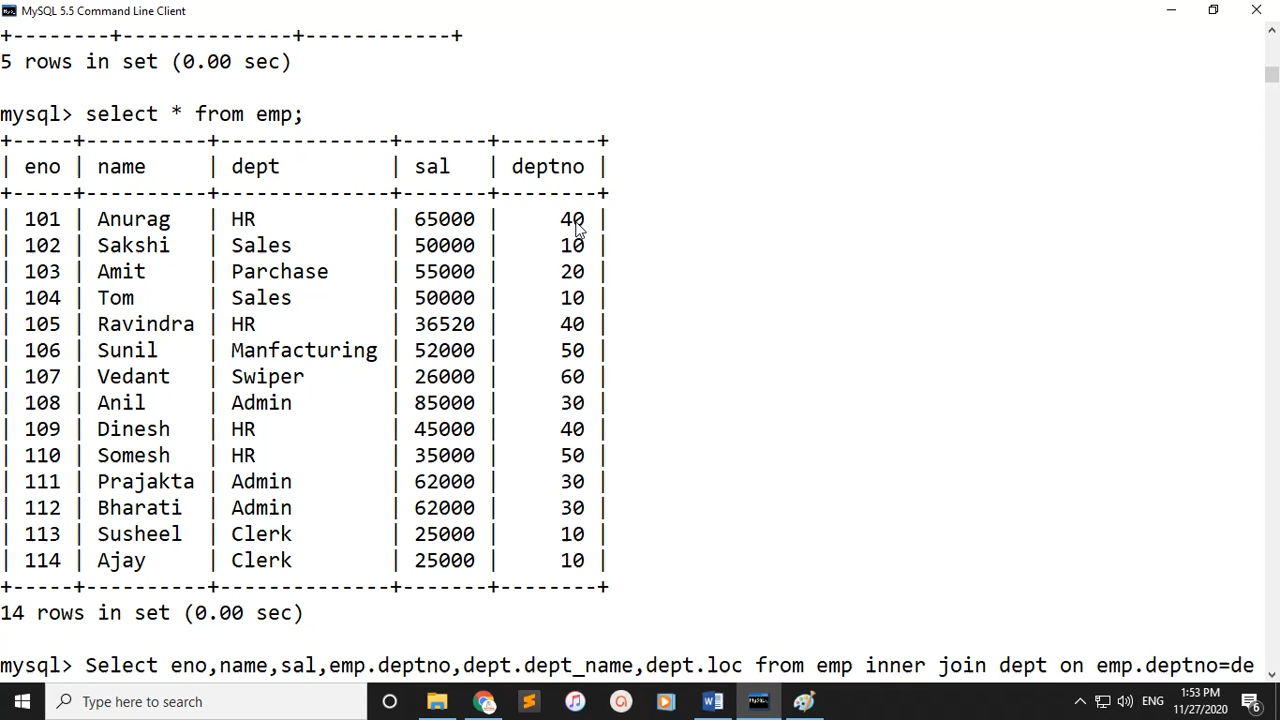 MySQL 5.5 Command Line Client
+--------+--------------+------------+
5 rows in set (0.00 sec)
mysql> select * from emp;
+-----+----------+--------------+-------+--------+
| eno | name     | dept         | sal   | deptno |
+-----+----------+--------------+-------+--------+
| 101 | Anurag   | HR           | 65000 |     40 |
| 102 | Sakshi   | Sales        | 50000 |     10 |
| 103 | Amit     | Parchase     | 55000 |     20 |
| 104 | Tom      | Sales        | 50000 |     10 |
| 105 | Ravindra | HR           | 36520 |     40 |
| 106 | Sunil    | Manfacturing | 52000 |     50 |
| 107 | Vedant   | Swiper       | 26000 |     60 |
| 108 | Anil     | Admin        | 85000 |     30 |
| 109 | Dinesh   | HR           | 45000 |     40 |
| 110 | Somesh   | HR           | 35000 |     50 |
| 111 | Prajakta | Admin        | 62000 |     30 |
| 112 | Bharati  | Admin        | 62000 |     30 |
| 113 | Susheel  | Clerk        | 25000 |     10 |
| 114 | Ajay     | Clerk        | 25000 |     10 |
+-----+----------+--------------+-------+--------+
14 rows in set (0.00 sec)
mysql> Select eno,name,sal,emp.deptno,dept.dept_name,dept.loc from emp inner join dept on emp.deptno=de
Type here to search
ENG
1:53 PM
11/27/2020
6